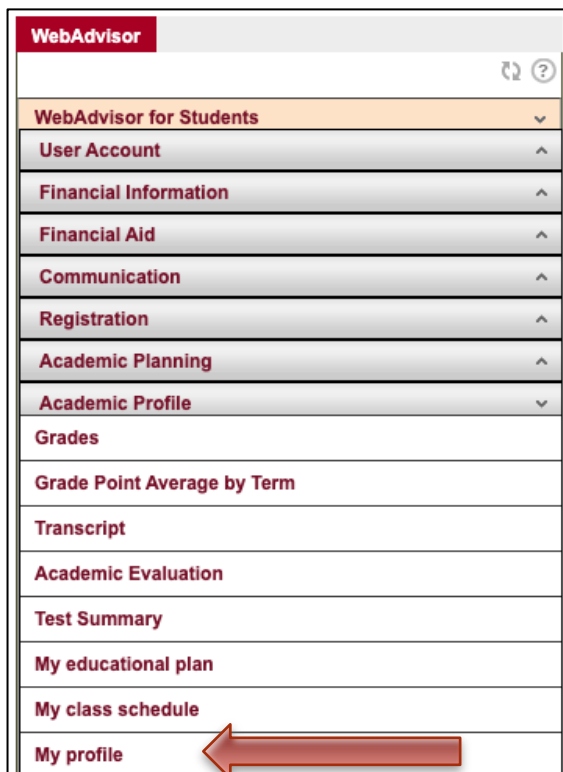 WebAdvisor
WebAdvisor for Students
User Account
Financial Information
Financial Aid
Communication
Registration
Academic Planning
Academic Profile
Grades
Grade Point Average by Term
Transcript
Academic Evaluation
Test Summary
My educational plan
My class schedule
My profile